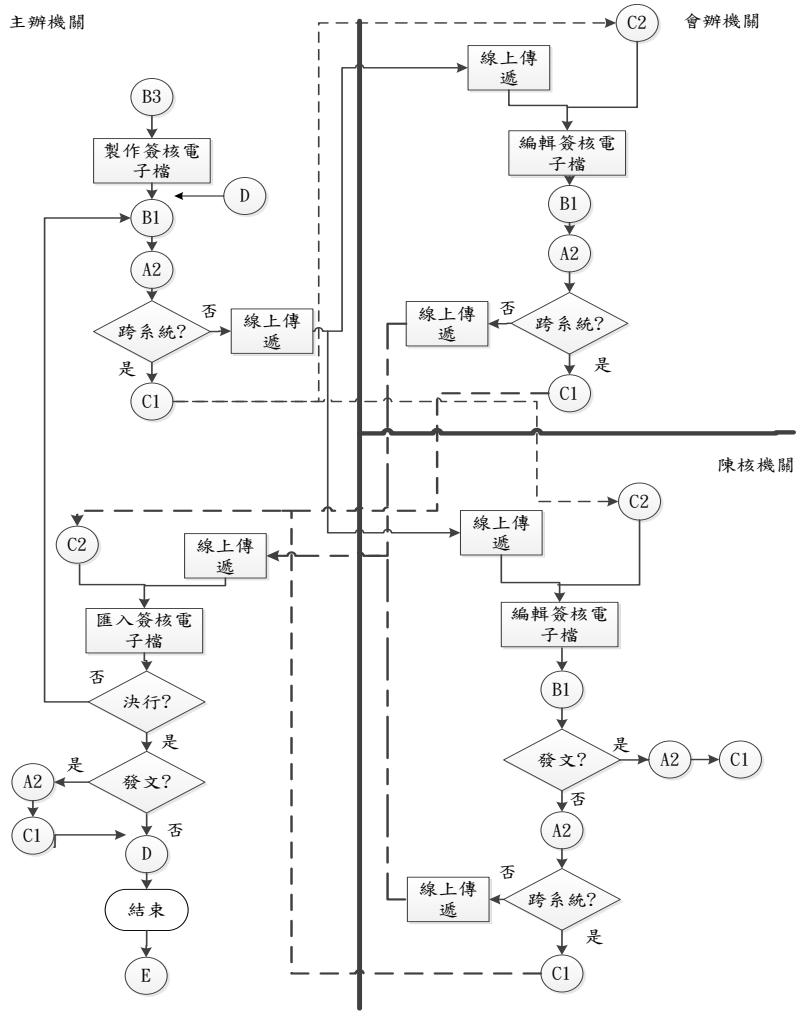 主辦機關
B3
製作簽核電
子檔
D
B1
A2
跨系統?
否
線上傳
遞
是
C1
C2
線上傳
遞
匯入簽核電
子檔
否
決行?
是
是
發文?
A2
C1
否
D
結束
E
會辦機關
C2
線上傳
遞
編輯簽核電
子檔
B1
A2
跨系統?
否
線上傳
遞
是
C1
陳核機關
C2
線上傳
遞
編輯簽核電
子檔
B1
發文?
是
A2
C1
否
A2
跨系統?
否
線上傳
遞
是
C1